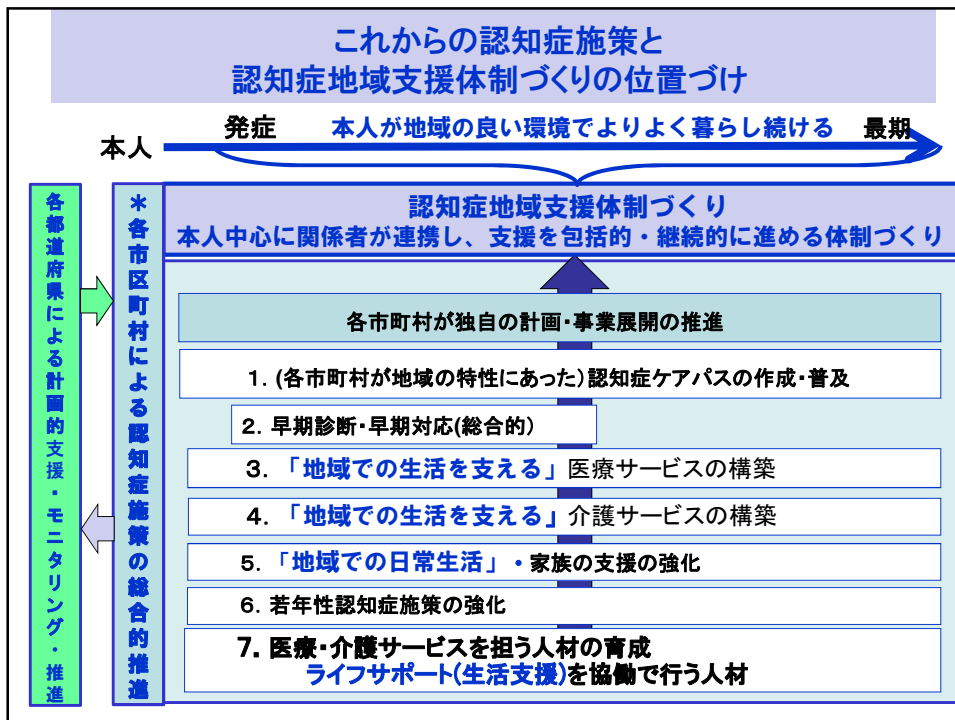 これからの認知症施策と
認知症地域支援体制づくりの位置づけ
本人
発症
本人が地域の良い環境でよりよく暮らし続ける
最期
各都道府県による計画的支援・モニタリング・推進
＊各市区町村による認知症施策の総合的推進
認知症地域支援体制づくり
本人中心に関係者が連携し、支援を包括的・継続的に進める体制づくり
各市町村が独自の計画・事業展開の推進
1．(各市町村が地域の特性にあった)認知症ケアパスの作成・普及
2．早期診断・早期対応(総合的)
3．「地域での生活を支える」医療サービスの構築
4．「地域での生活を支える」介護サービスの構築
5．「地域での日常生活」・家族の支援の強化
6．若年性認知症施策の強化
7．医療・介護サービスを担う人材の育成
ライフサポート(生活支援)を協働で行う人材